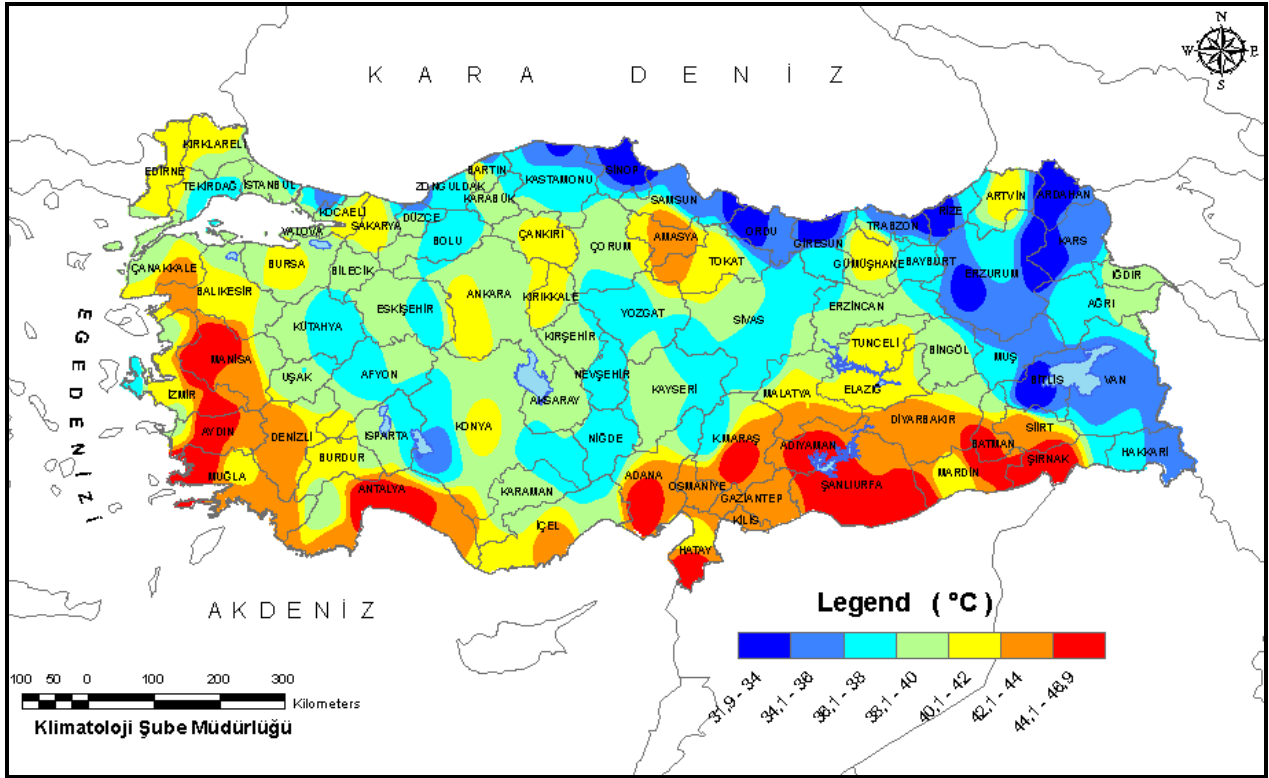 N
W E
S
K A R A D E N İ Z
KIRKLARELİ
EDİRNE
TEKİRDAĞ
İSTANBUL
KOCAELİ
YALOVA
SAKARYA
DÜZCE
ZONGULDAK
BARTIN
KARABÜK
KASTAMONU
SİNOP
SAMSUN
ORDU
GİRESUN
TRABZON
RİZE
ARTVİN
ARDAHAN
KARS
BOLU
ÇANKIRI
ÇORUM
AMASYA
TOKAT
GÜMÜŞHANE
BAYBURT
ERZURUM
IĞDIR
AĞRI
ÇANAKKALE
BALIKESİR
BURSA
BİLECİK
ESKİŞEHİR
ANKARA
KIRIKKALE
YOZGAT
SİVAS
ERZİNCAN
KÜTAHYA
KIRŞEHİR
TUNCELİ
BİNGÖL
MUŞ
BİTLİS
VAN
MANİSA
UŞAK
AFYON
NEVŞEHİR
KAYSERİ
MALATYA
ELAZIĞ
İZMİR
AKSARAY
AYDIN
DENİZLİ
ISPARTA
KONYA
NİĞDE
K.MARAŞ
ADIYAMAN
DİYARBAKIR
SİİRT
BATMAN
ŞIRNAK
HAKKARİ
BURDUR
MUĞLA
ANTALYA
KARAMAN
ADANA
OSMANİYE
GAZİANTEP
ŞANLIURFA
MARDİN
KİLİS
İÇEL
HATAY
E G E D E N İ Z İ
A K D E N İ Z
Legend ( °C )
31,9 - 34
34,1 - 36
36,1 - 38
38,1 - 40
40,1 - 42
42,1 - 44
44,1 - 46,9
100 50 0 100 200 300
Kilometers
Klimatoloji Şube Müdürlüğü